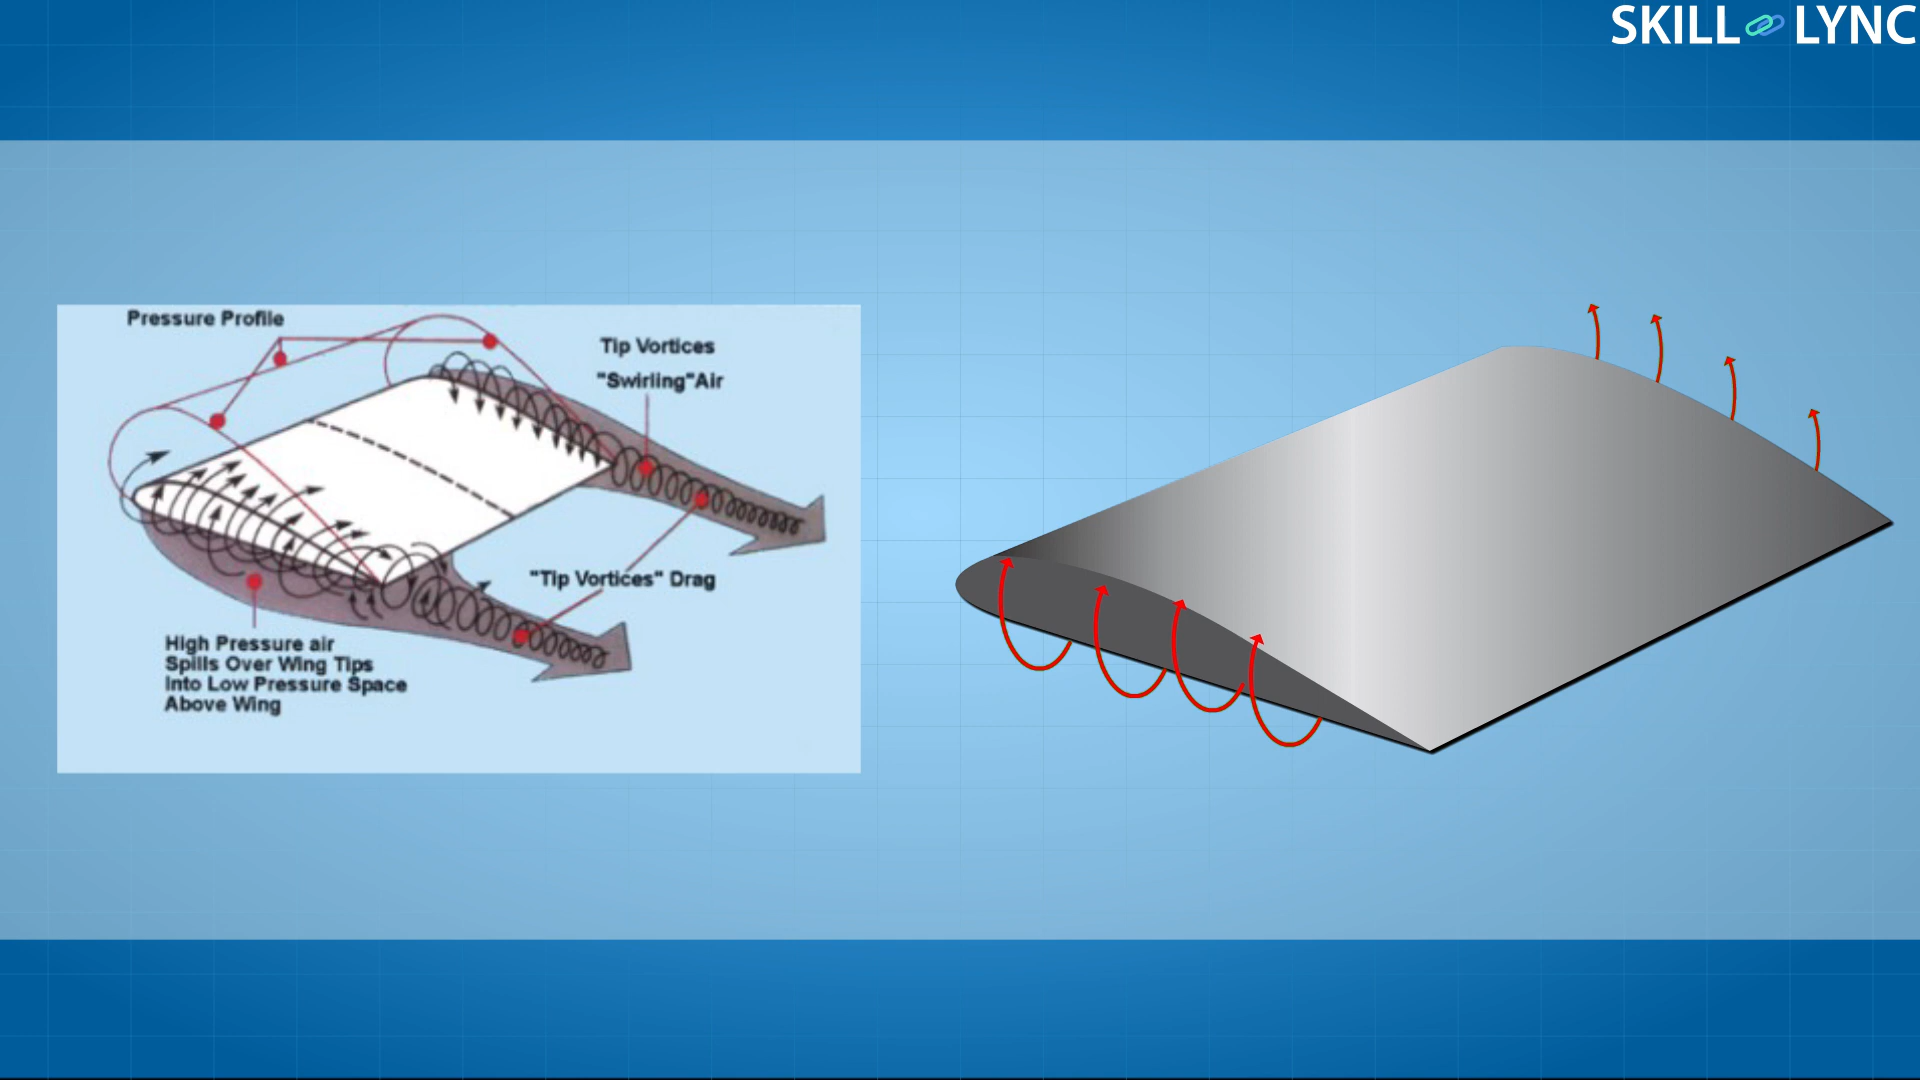 SKILL LYNC
Pressure Profile
Tip Vortices
"Swirling"Air
"Tip Vortices" Drag
High Pressure air
Spills Over Wing Tips
Into Low Pressure Space
Above Wing